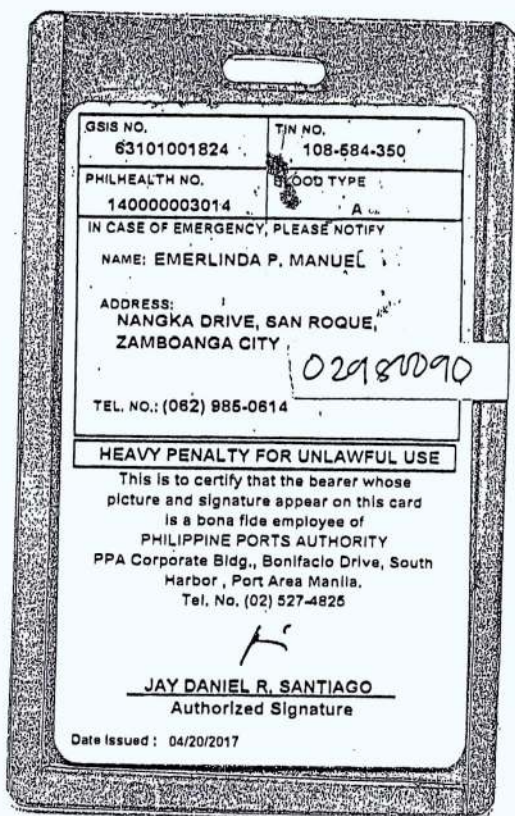 GSIS NO. TIN NO.
63101001824 108-584-350
PHILHEALTH NO. BLOOD TYPE
140000003014 A
IN CASE OF EMERGENCY, PLEASE NOTIFY
NAME: EMERLINDA P. MANUEL
ADDRESS:
NANGKA DRIVE, SAN ROQUE,
ZAMBOANGA CITY
TEL. NO.: (062) 985-0614
HEAVY PENALTY FOR UNLAWFUL USE
This is to certify that the bearer whose
picture and signature appear on this card
is a bona fide employee of
PHILIPPINE PORTS AUTHORITY
PPA Corporate Bldg., Bonifacio Drive, South
Harbor , Port Area Manila.
Tel. No. (02) 527-4825
JAY DANIEL R. SANTIAGO
Authorized Signature
Date Issued : 04/20/2017